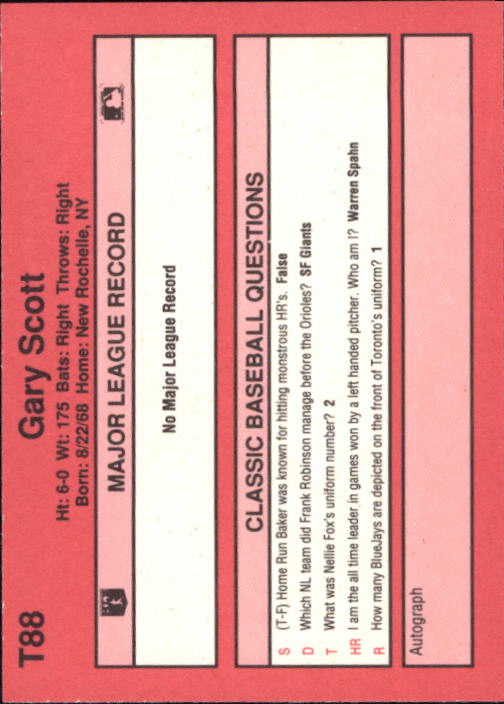 T88
Gary Scott
Ht: 6-0 Wt: 175 Bats: Right Throws: Right
Born: 8/22/68 Home: New Rochelle, NY
MAJOR LEAGUE RECORD
No Major League Record
CLASSIC BASEBALL QUESTIONS
S (T-F) Home Run Baker was known for hitting monstrous HR's. False
D Which NL team did Frank Robinson manage before the Orioles? SF Giants
T What was Nellie Fox's uniform number? 2
HR I am the all time leader in games won by a left handed pitcher. Who am I? Warren Spahn
R How many BlueJays are depicted on the front of Toronto's uniform? 1
Autograph